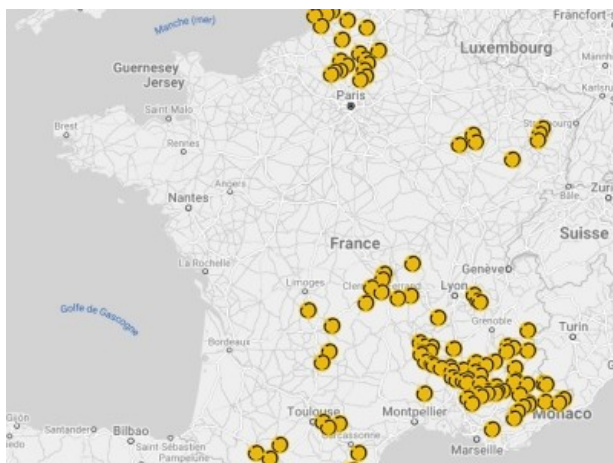 Manche (mer)
Francfort-
Luxembourg
Guernesey
Jersey
Mannh
Karlsru
Paris
Saint Malo
Brest
Rennes
Angers
Nantes
Bâle
Zuri
Suisse
France
La Rochelle
Genève
Limoges
Lyon
Golfe de Gascogne
Grenoble
Turin
Bordeaux
Gijón
Santander
Bilbao
Saint-Sébastien
Pampelune
Toulouse
Carcassonne
Montpellier
Marseille
Monaco